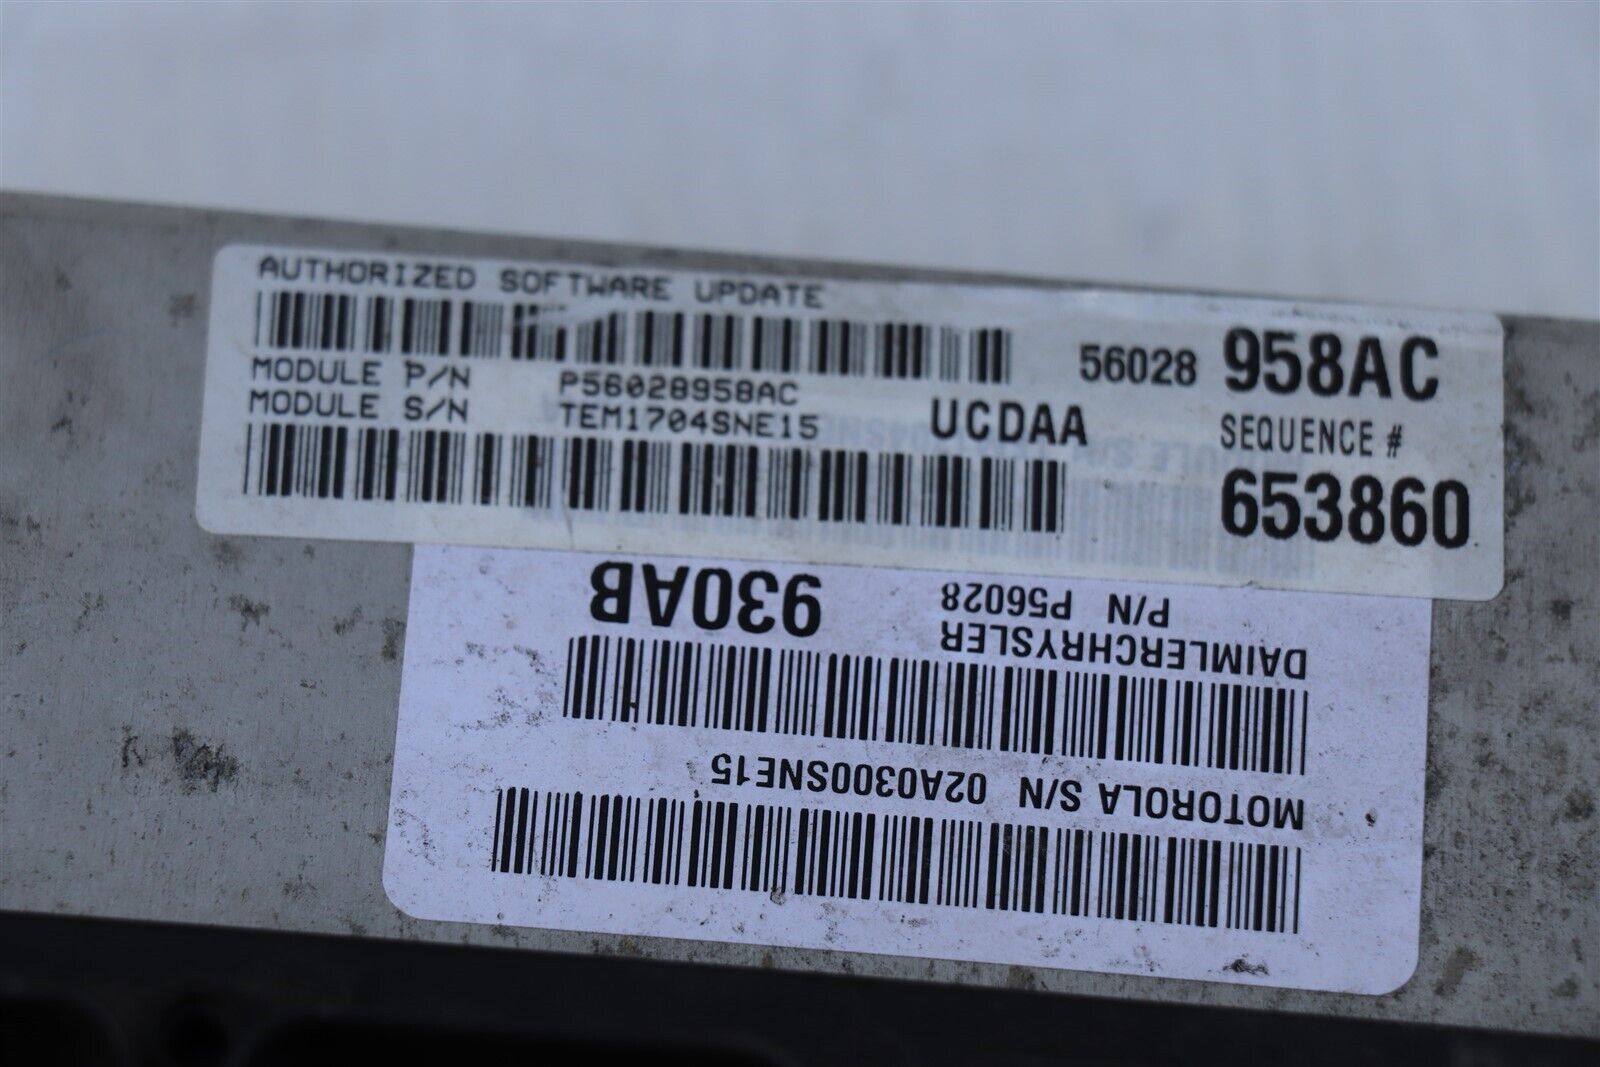 AUTHORIZED SOFTWARE UPDATE
56028 958AC
MODULE P/N P56028958AC
MODULE S/N TEM1704SNE15 UCDAA
SEQUENCE #
653860
MOTOROLA S/N 02A0300SNE15
DAIMLERCHRYSLER
P/N P56028 930AB